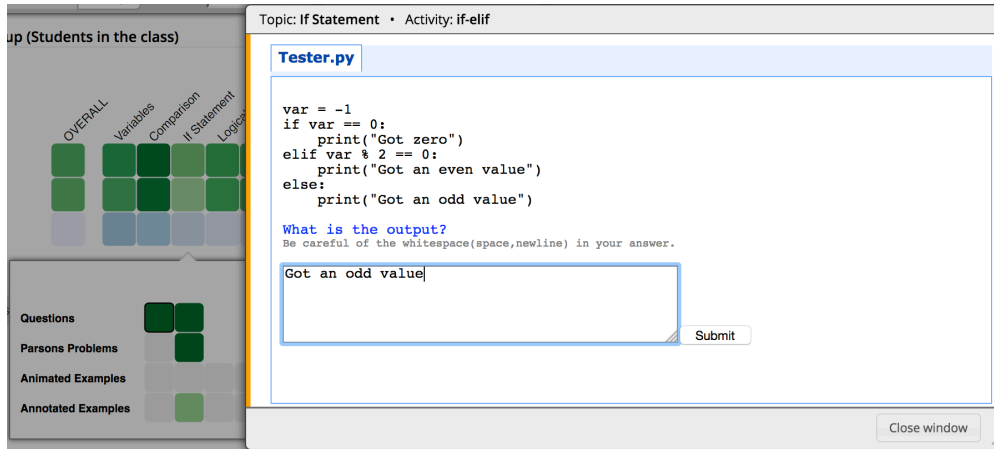 Topic: If Statement • Activity: if-elif
up (Students in the class)
OVERALL
Variables
Comparison
If Statement
Tester.py
var = -1
if var == 0:
    print("Got zero")
elif var % 2 == 0:
    print("Got an even value")
else:
    print("Got an odd value")
What is the output?
Be careful of the whitespace(space,newline) in your answer.
Got an odd value
Submit
Questions
Parsons Problems
Animated Examples
Annotated Examples
Close window